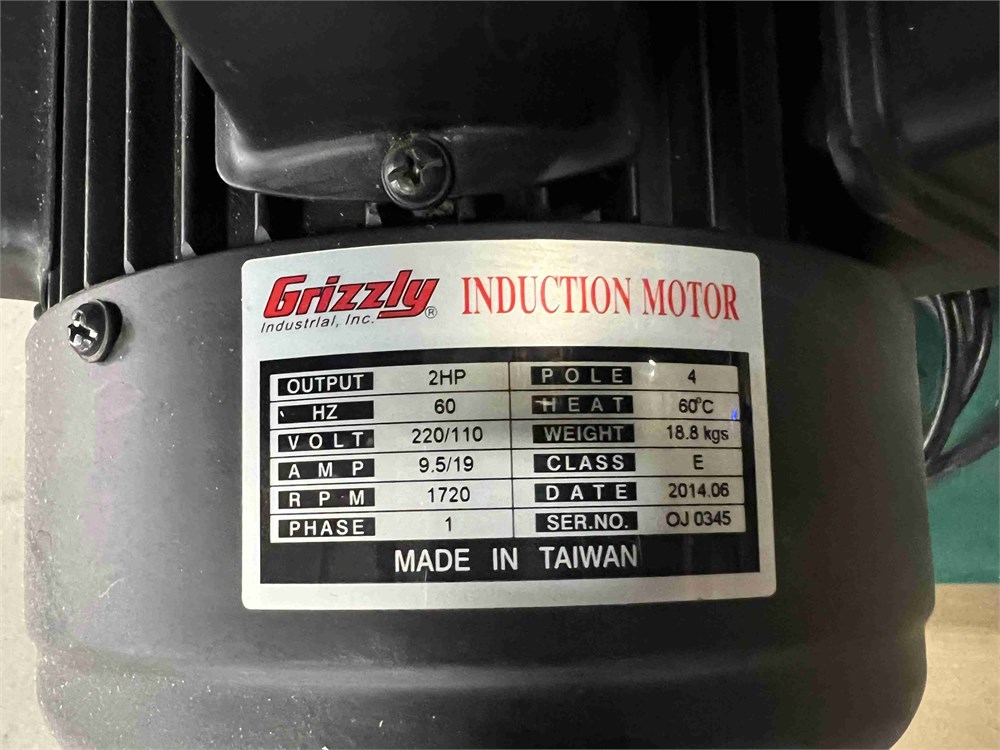 Grizzly® INDUCTION MOTOR
Industrial, Inc.
OUTPUT 2HP POLE 4
HZ 60 HEAT 60°C
VOLT 220/110 WEIGHT 18.8 kgs
AMP 9.5/19 CLASS E
RPM 1720 DATE 2014.06
PHASE 1 SER.NO. OJ 0345
MADE IN TAIWAN